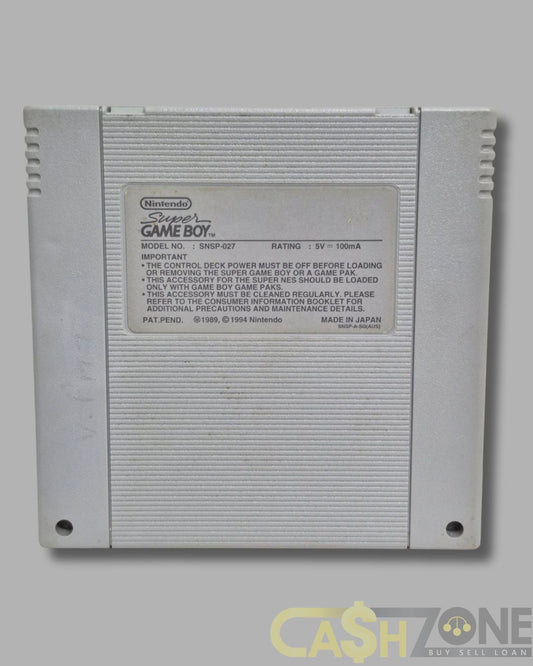 Nintendo
Super
GAME BOY™
MODEL NO. : SNSP-027 RATING : 5V ⎓ 100mA
IMPORTANT
• THE CONTROL DECK POWER MUST BE OFF BEFORE LOADING
OR REMOVING THE SUPER GAME BOY OR A GAME PAK.
• THIS ACCESSORY FOR THE SUPER NES SHOULD BE LOADED
ONLY WITH GAME BOY GAME PAKS.
• THIS ACCESSORY MUST BE CLEANED REGULARLY. PLEASE
REFER TO THE CONSUMER INFORMATION BOOKLET FOR
ADDITIONAL PRECAUTIONS AND MAINTENANCE DETAILS.
PAT.PEND. Ⓜ1989, ©1994 Nintendo MADE IN JAPAN
SNSP-A-SG(AUS)
CA$HZONE
BUY SELL LOAN